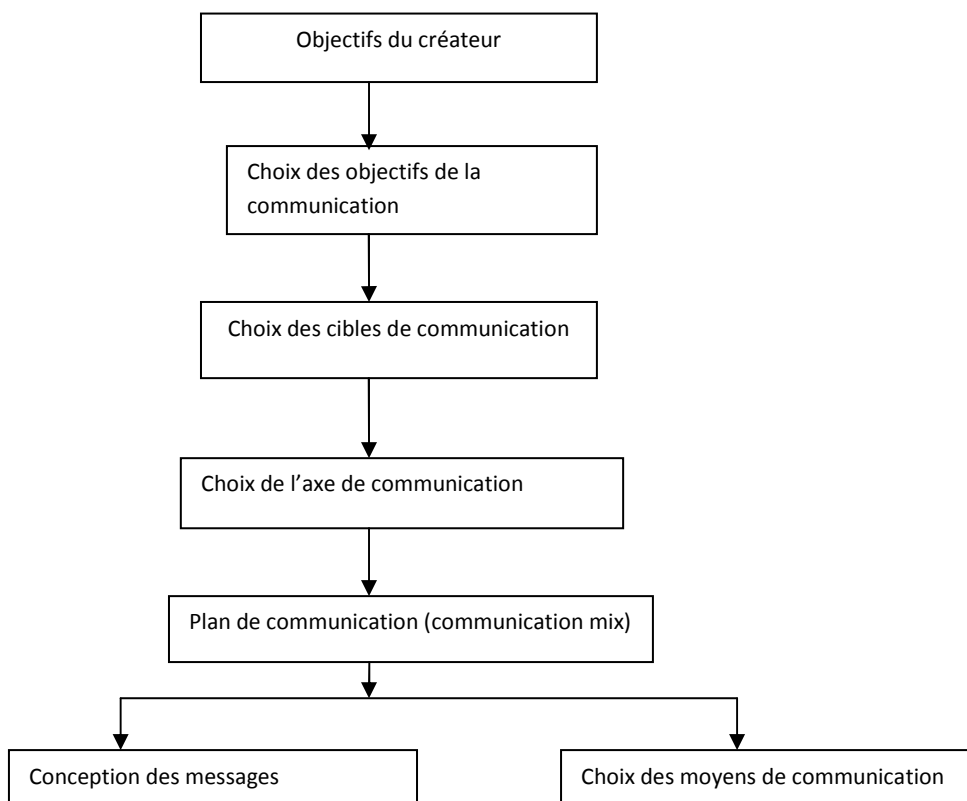 Objectifs du créateur
Choix des objectifs de la
communication
Choix des cibles de communication
Choix de l’axe de communication
Plan de communication (communication mix)
Conception des messages
Choix des moyens de communication